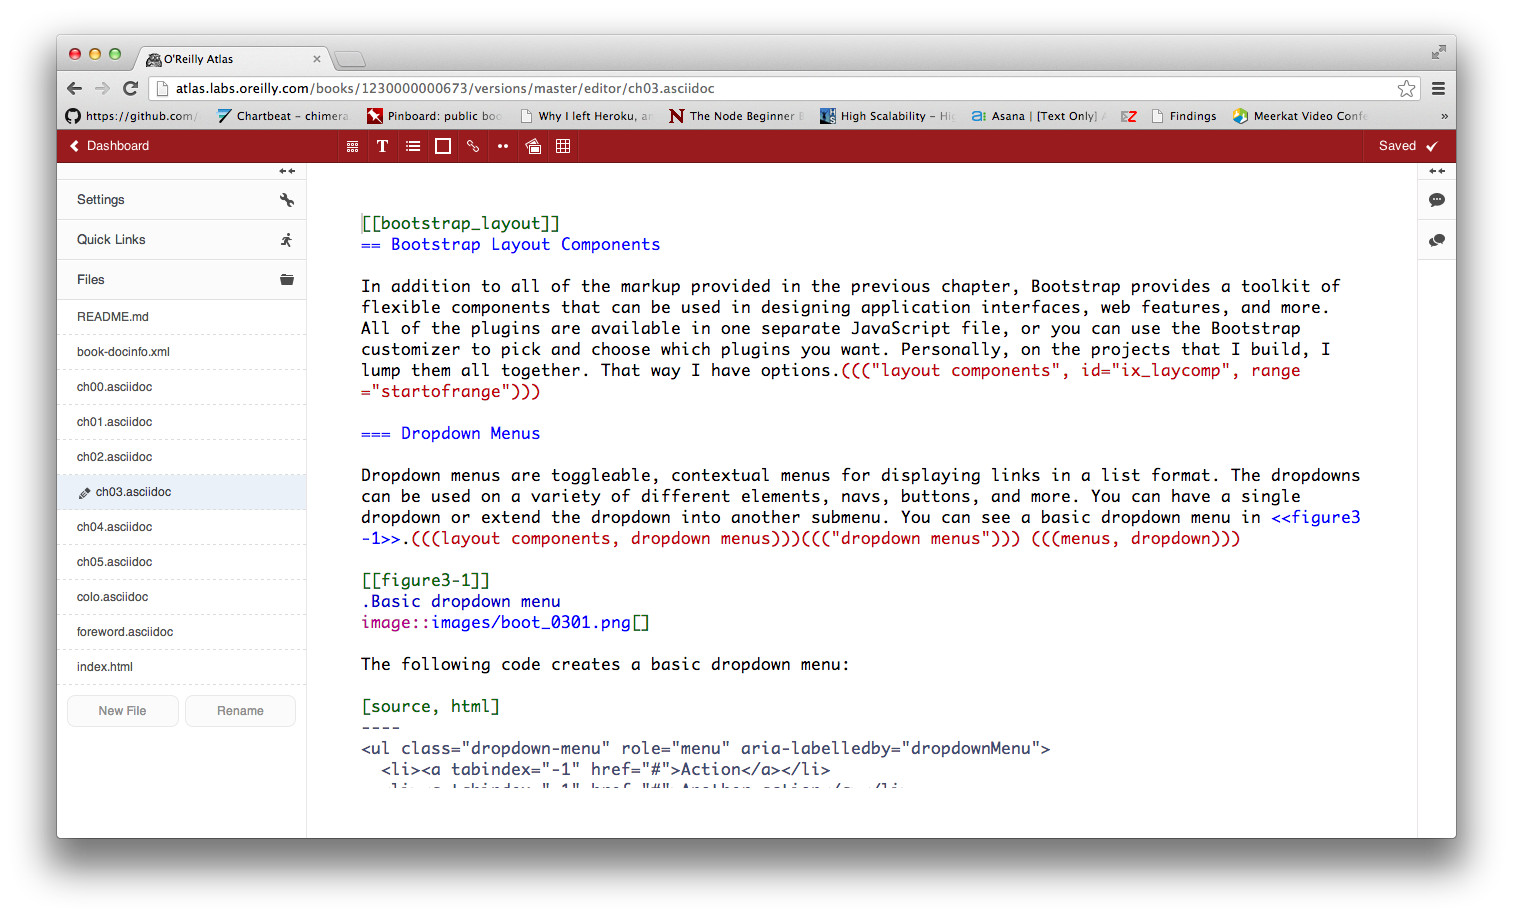 O'Reilly Atlas
atlas.labs.oreilly.com/books/1230000000673/versions/master/editor/ch03.asciidoc
https://github.com/ Chartbeat – chimera Pinboard: public boo Why I left Heroku, an The Node Beginner B High Scalability – Hig Asana | [Text Only] A Findings Meerkat Video Confe »
Dashboard T Saved
Settings
Quick Links
Files
README.md
book-docinfo.xml
ch00.asciidoc
ch01.asciidoc
ch02.asciidoc
ch03.asciidoc
ch04.asciidoc
ch05.asciidoc
colo.asciidoc
foreword.asciidoc
index.html
New File Rename
[[bootstrap_layout]]
== Bootstrap Layout Components
In addition to all of the markup provided in the previous chapter, Bootstrap provides a toolkit of
flexible components that can be used in designing application interfaces, web features, and more.
All of the plugins are available in one separate JavaScript file, or you can use the Bootstrap
customizer to pick and choose which plugins you want. Personally, on the projects that I build, I
lump them all together. That way I have options.((("layout components", id="ix_laycomp", range
="startofrange")))
=== Dropdown Menus
Dropdown menus are toggleable, contextual menus for displaying links in a list format. The dropdowns
can be used on a variety of different elements, navs, buttons, and more. You can have a single
dropdown or extend the dropdown into another submenu. You can see a basic dropdown menu in <<figure3
-1>>.(((layout components, dropdown menus)))((("dropdown menus"))) (((menus, dropdown)))
[[figure3-1]]
.Basic dropdown menu
image::images/boot_0301.png[]
The following code creates a basic dropdown menu:
[source, html]
----
<ul class="dropdown-menu" role="menu" aria-labelledby="dropdownMenu">
<li><a tabindex="-1" href="#">Action</a></li>
<li><a tabindex="-1" href="#">Another action</a></li>